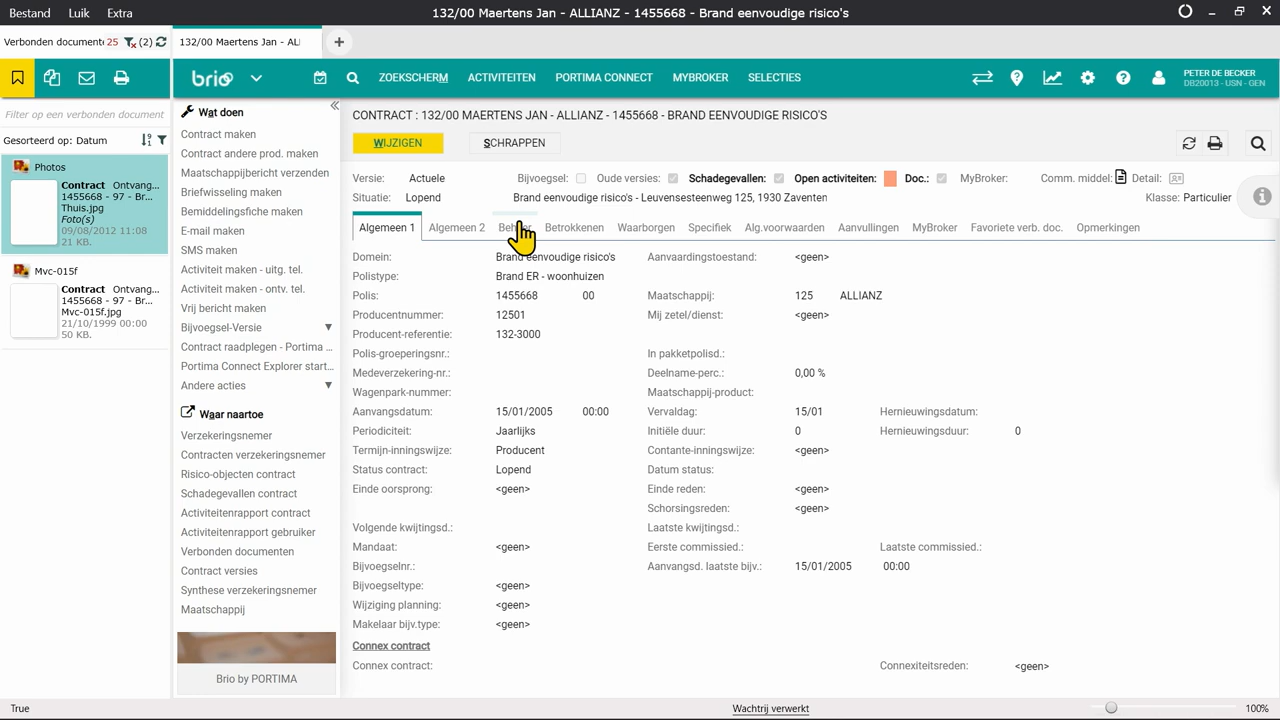 Bestand Luik Extra 132/00 Maertens Jan - ALLIANZ - 1455668 - Brand eenvoudige risico's
Verbonden document 25 (2) 132/00 Maertens Jan - ALI
brio ZOEKSCHERM ACTIVITEITEN PORTIMA CONNECT MYBROKER SELECTIES PETER DE BECKER
DB20013 - USN - GEN
Filter op een verbonden document
Gesorteerd op: Datum
Photos
Contract Ontvang...
1455668 - 97 - Br...
Thuis.jpg
Foto(s)
09/08/2012 11:08
21 KB.
Mvc-015f
Contract Ontvang...
1455668 - 97 - Br...
Mvc-015f.jpg
21/10/1999 00:00
50 KB.
Wat doen
Contract maken
Contract andere prod. maken
Maatschappijbericht verzenden
Briefwisseling maken
Bemiddelingsfiche maken
E-mail maken
SMS maken
Activiteit maken - uitg. tel.
Activiteit maken - ontv. tel.
Vrij bericht maken
Bijvoegsel-Versie
Contract raadplegen - Portima ...
Portima Connect Explorer start...
Andere acties
Waar naartoe
Verzekeringsnemer
Contracten verzekeringsnemer
Risico-objecten contract
Schadegevallen contract
Activiteitenrapport contract
Activiteitenrapport gebruiker
Verbonden documenten
Contract versies
Synthese verzekeringsnemer
Maatschappij
Brio by PORTIMA
CONTRACT : 132/00 MAERTENS JAN - ALLIANZ - 1455668 - BRAND EENVOUDIGE RISICO'S
WIJZIGEN SCHRAPPEN
Versie: Actuele Bijvoegsel: Oude versies: Schadegevallen: Open activiteiten: Doc.: MyBroker: Comm. middel: Detail:
Situatie: Lopend Brand eenvoudige risico's - Leuvensesteenweg 125, 1930 Zaventem Klasse: Particulier
Algemeen 1 Algemeen 2 Betrokkenen Waarborgen Specifiek Alg.voorwaarden Aanvullingen MyBroker Favoriete verb. doc. Opmerkingen
Domein: Brand eenvoudige risico's Aanvaardingstoestand: <geen>
Polistype: Brand ER - woonhuizen
Polis: 1455668 00 Maatschappij: 125 ALLIANZ
Producentnummer: 12501 Mij zetel/dienst: <geen>
Producent-referentie: 132-3000
Polis-groeperingsnr.: In pakketpolisd.:
Medeverzekering-nr.: Deelname-perc.: 0,00 %
Wagenpark-nummer: Maatschappij-product:
Aanvangsdatum: 15/01/2005 00:00 Vervaldag: 15/01 Hernieuwingsdatum:
Periodiciteit: Jaarlijks Initiële duur: 0 Hernieuwingsduur: 0
Termijn-inningswijze: Producent Contante-inningswijze: <geen>
Status contract: Lopend Datum status:
Einde oorsprong: <geen> Einde reden: <geen>
Schorsingsreden: <geen>
Volgende kwijtingsd.: Laatste kwijtingsd.:
Mandaat: <geen> Eerste commissied.: Laatste commissied.:
Bijvoegselnr.: Aanvangsd. laatste bijv.: 15/01/2005 00:00
Bijvoegseltype: <geen>
Wijziging planning: <geen>
Makelaar bijv.type: <geen>
Connex contract
Connex contract: Connexiteitsreden: <geen>
True Wachtrij verwerkt 100%